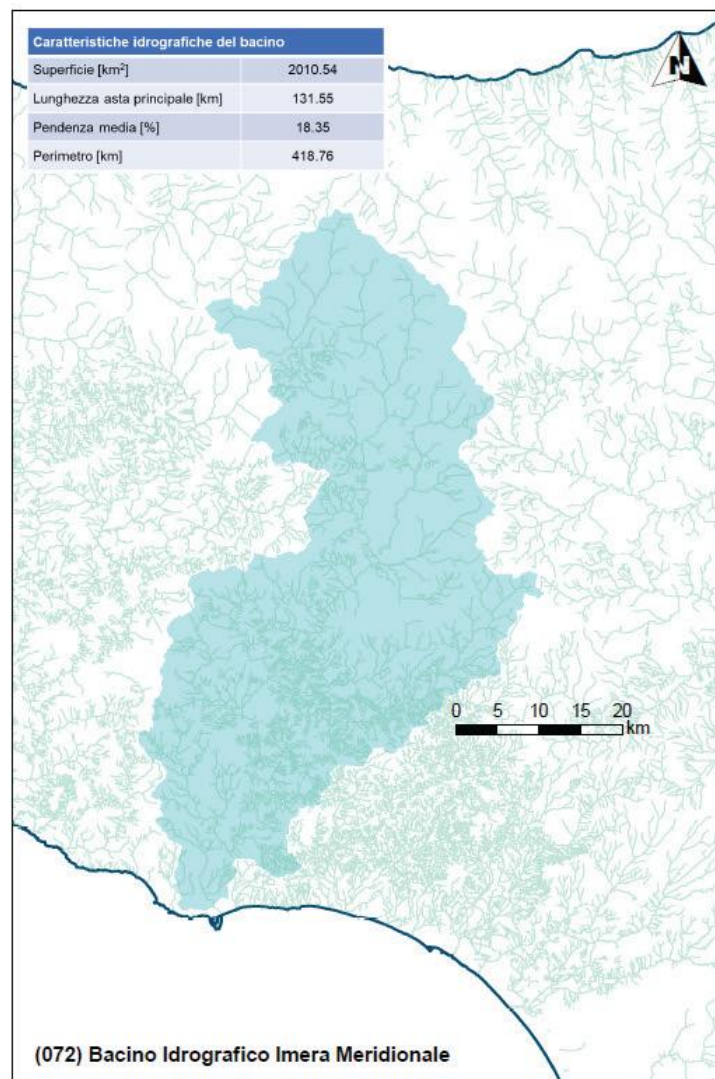 Caratteristiche idrografiche del bacino
Superficie [km²] 2010.54
Lunghezza asta principale [km] 131.55
Pendenza media [%] 18.35
Perimetro [km] 418.76
N
0 5 10 15 20
km
(072) Bacino Idrografico Imera Meridionale